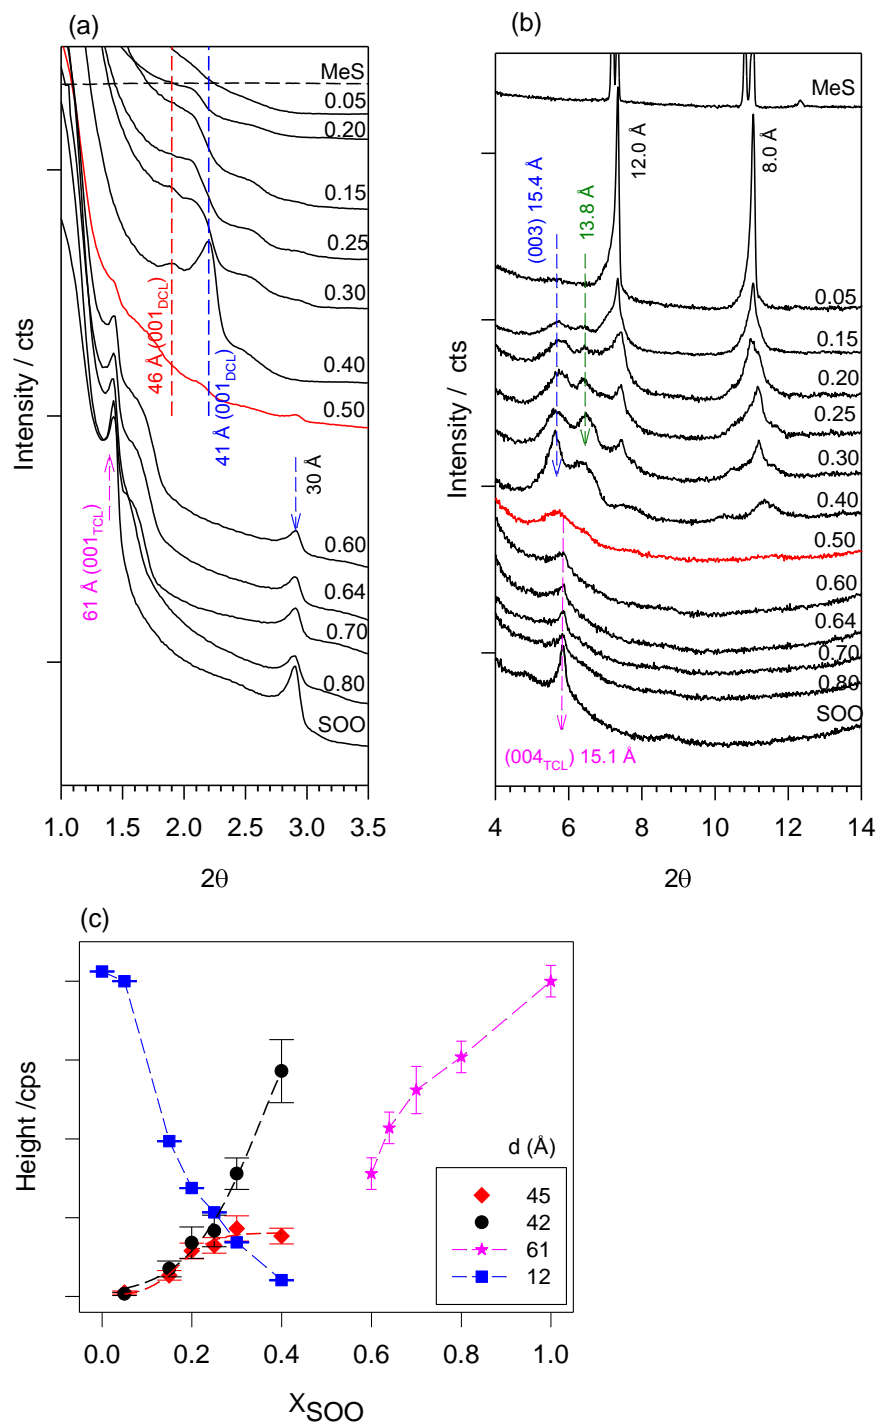 (a)
MeS
0.05
0.20
0.15
0.25
0.30
0.40
0.50
0.60
0.64
0.70
0.80
SOO
46 Å (001DCL)
41 Å (001DCL)
61 Å (001TCL)
30 Å
Intensity / cts
1.0 1.5 2.0 2.5 3.0 3.5
2θ
(b)
MeS
12.0 Å
8.0 Å
(003) 15.4 Å
13.8 Å
0.05
0.15
0.20
0.25
0.30
0.40
0.50
0.60
0.64
0.70
0.80
SOO
(004TCL) 15.1 Å
Intensity / cts
4 6 8 10 12 14
2θ
(c)
Height /cps
d (Å)
45
42
61
12
0.0 0.2 0.4 0.6 0.8 1.0
XSOO